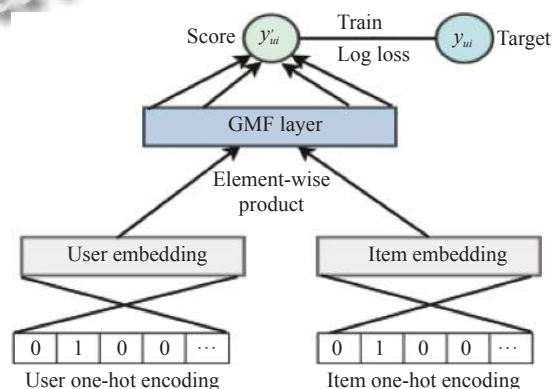 Score y'ui Train yui Target
Log loss
GMF layer
Element-wise
product
User embedding Item embedding
0 1 0 0 ··· 0 1 0 0 ···
User one-hot encoding Item one-hot encoding